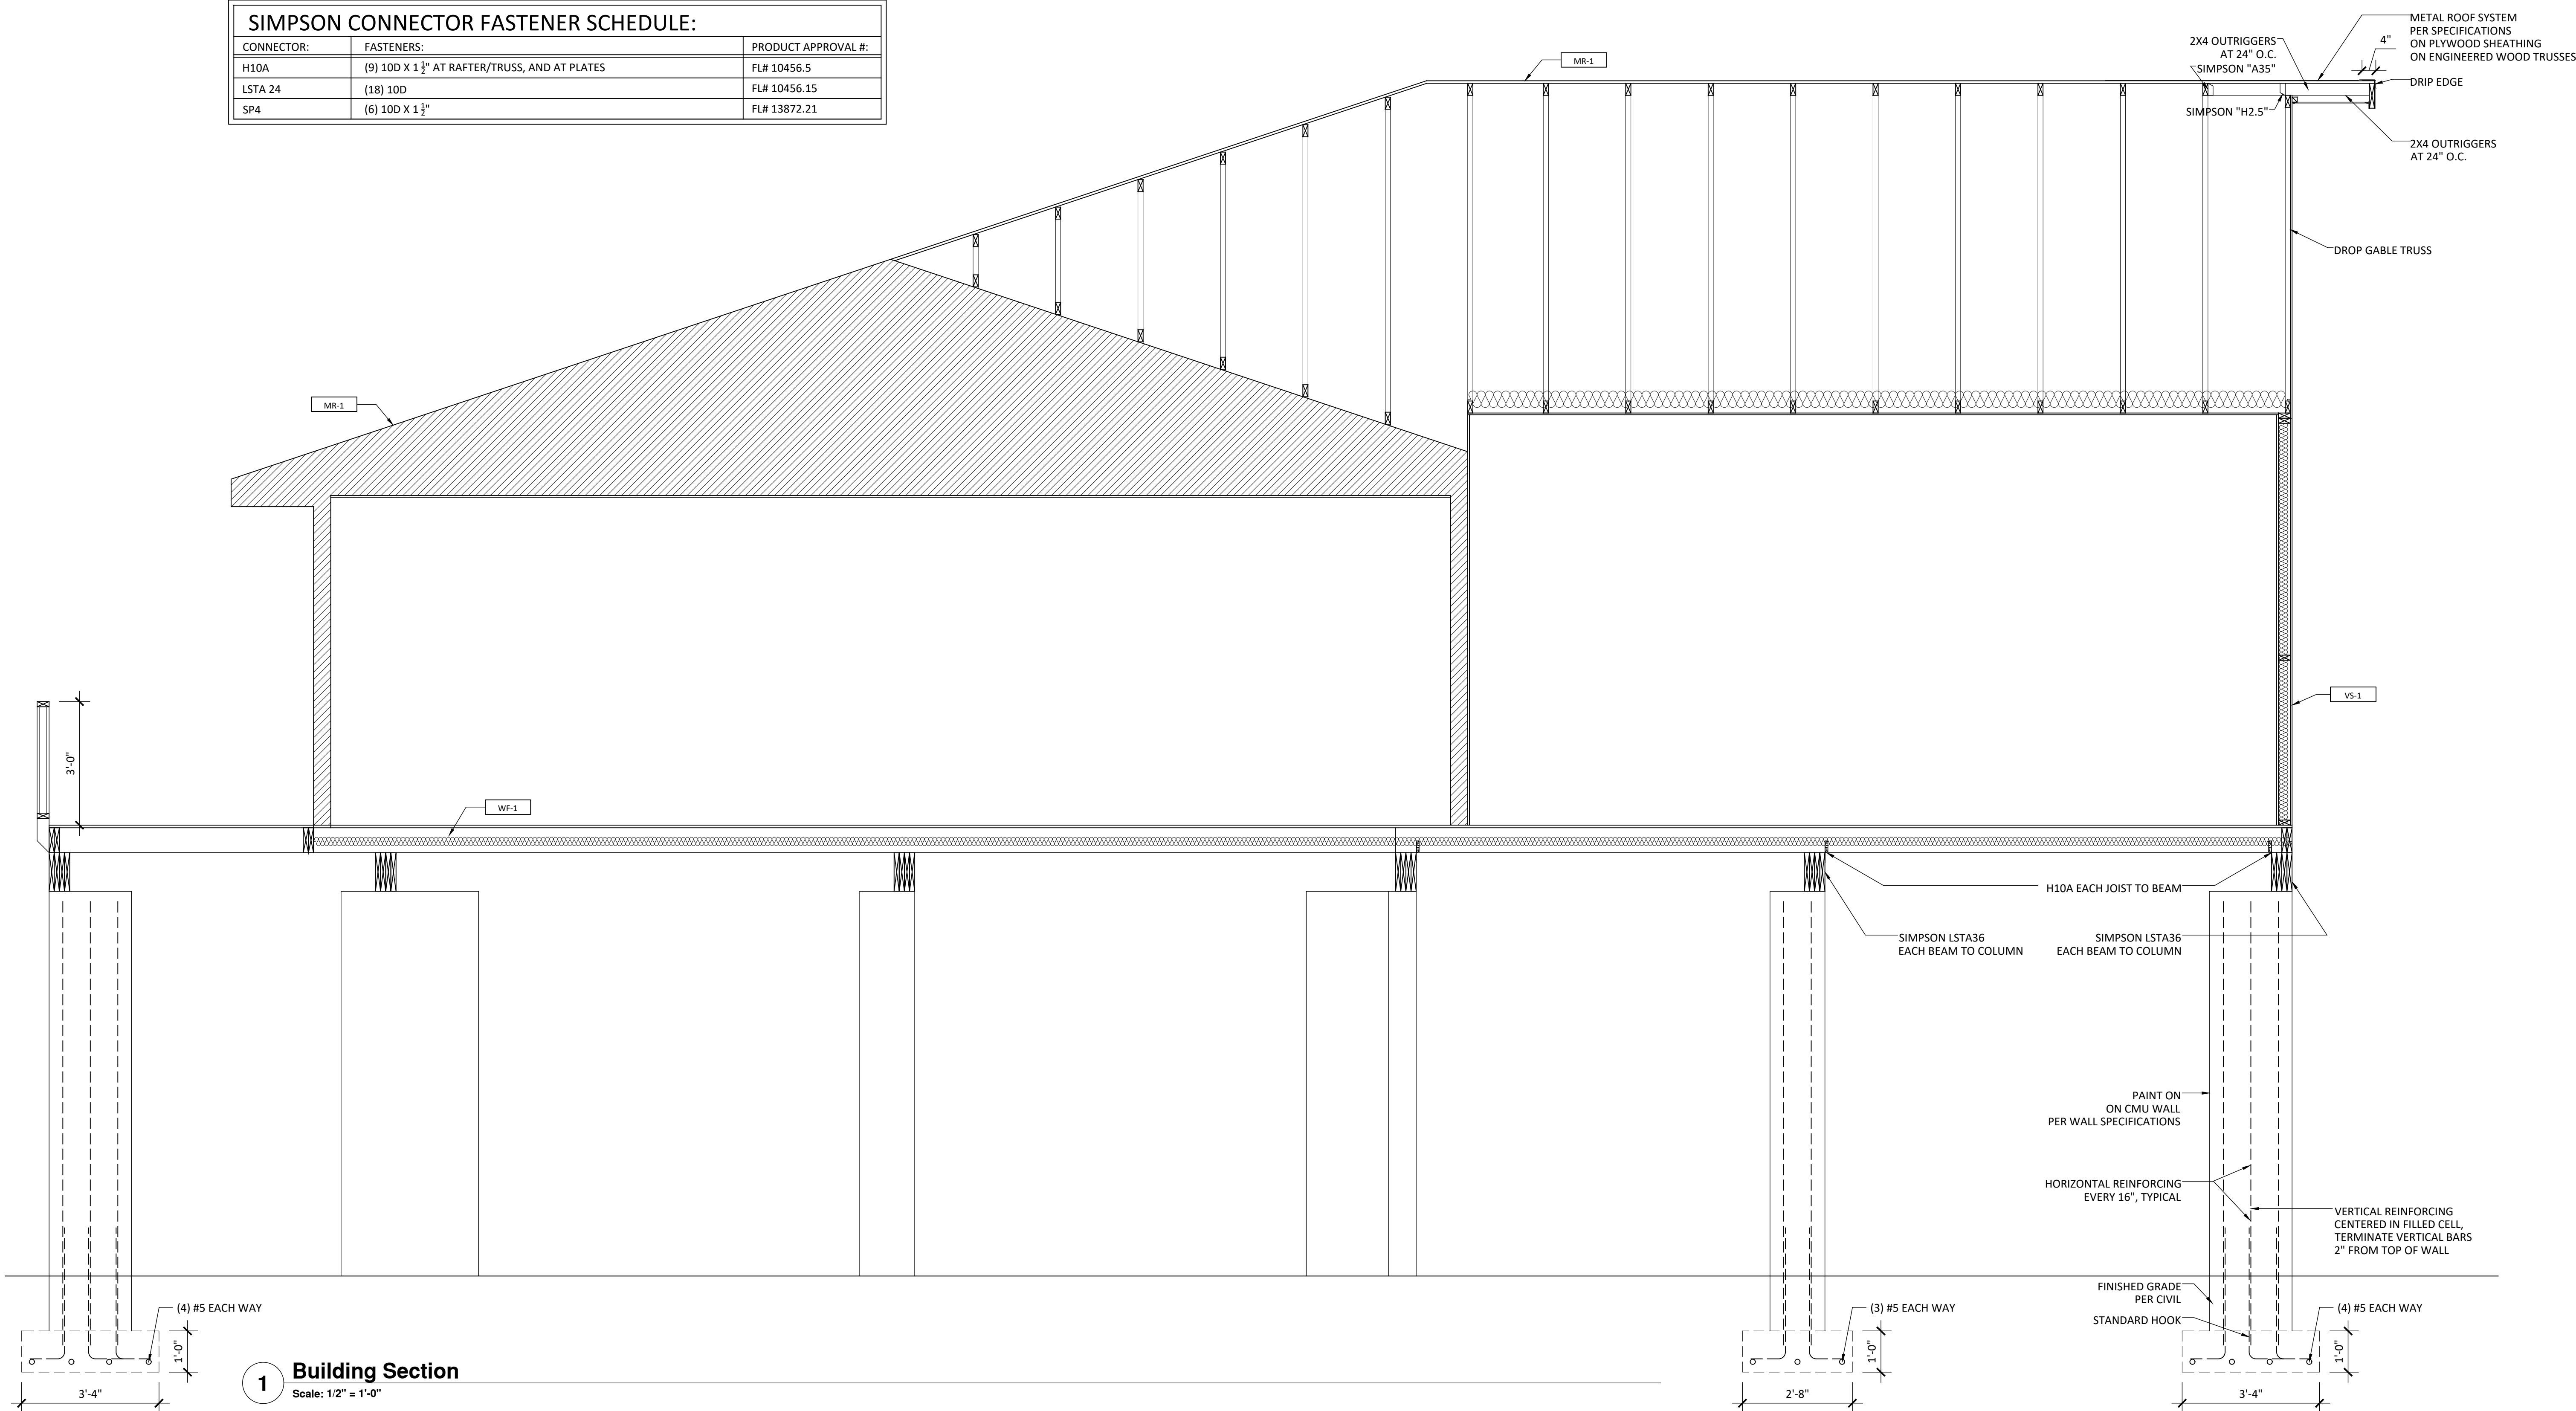 SIMPSON CONNECTOR FASTENER SCHEDULE:
CONNECTOR: FASTENERS: PRODUCT APPROVAL #:
H10A (9) 10D X 1 1/2" AT RAFTER/TRUSS, AND AT PLATES FL# 10456.5
LSTA 24 (18) 10D FL# 10456.15
SP4 (6) 10D X 1 1/2" FL# 13872.21
METAL ROOF SYSTEM
PER SPECIFICATIONS
ON PLYWOOD SHEATHING
ON ENGINEERED WOOD TRUSSES
4"
2X4 OUTRIGGERS
AT 24" O.C.
SIMPSON "A35"
DRIP EDGE
SIMPSON "H2.5"
2X4 OUTRIGGERS
AT 24" O.C.
MR-1
DROP GABLE TRUSS
MR-1
VS-1
3'-0"
WF-1
H10A EACH JOIST TO BEAM
SIMPSON LSTA36
EACH BEAM TO COLUMN
SIMPSON LSTA36
EACH BEAM TO COLUMN
PAINT ON
ON CMU WALL
PER WALL SPECIFICATIONS
HORIZONTAL REINFORCING
EVERY 16", TYPICAL
VERTICAL REINFORCING
CENTERED IN FILLED CELL,
TERMINATE VERTICAL BARS
2" FROM TOP OF WALL
FINISHED GRADE
PER CIVIL
STANDARD HOOK
(4) #5 EACH WAY
1'-0"
3'-4"
(3) #5 EACH WAY
1'-0"
2'-8"
(4) #5 EACH WAY
1'-0"
3'-4"
1
Building Section
Scale: 1/2" = 1'-0"